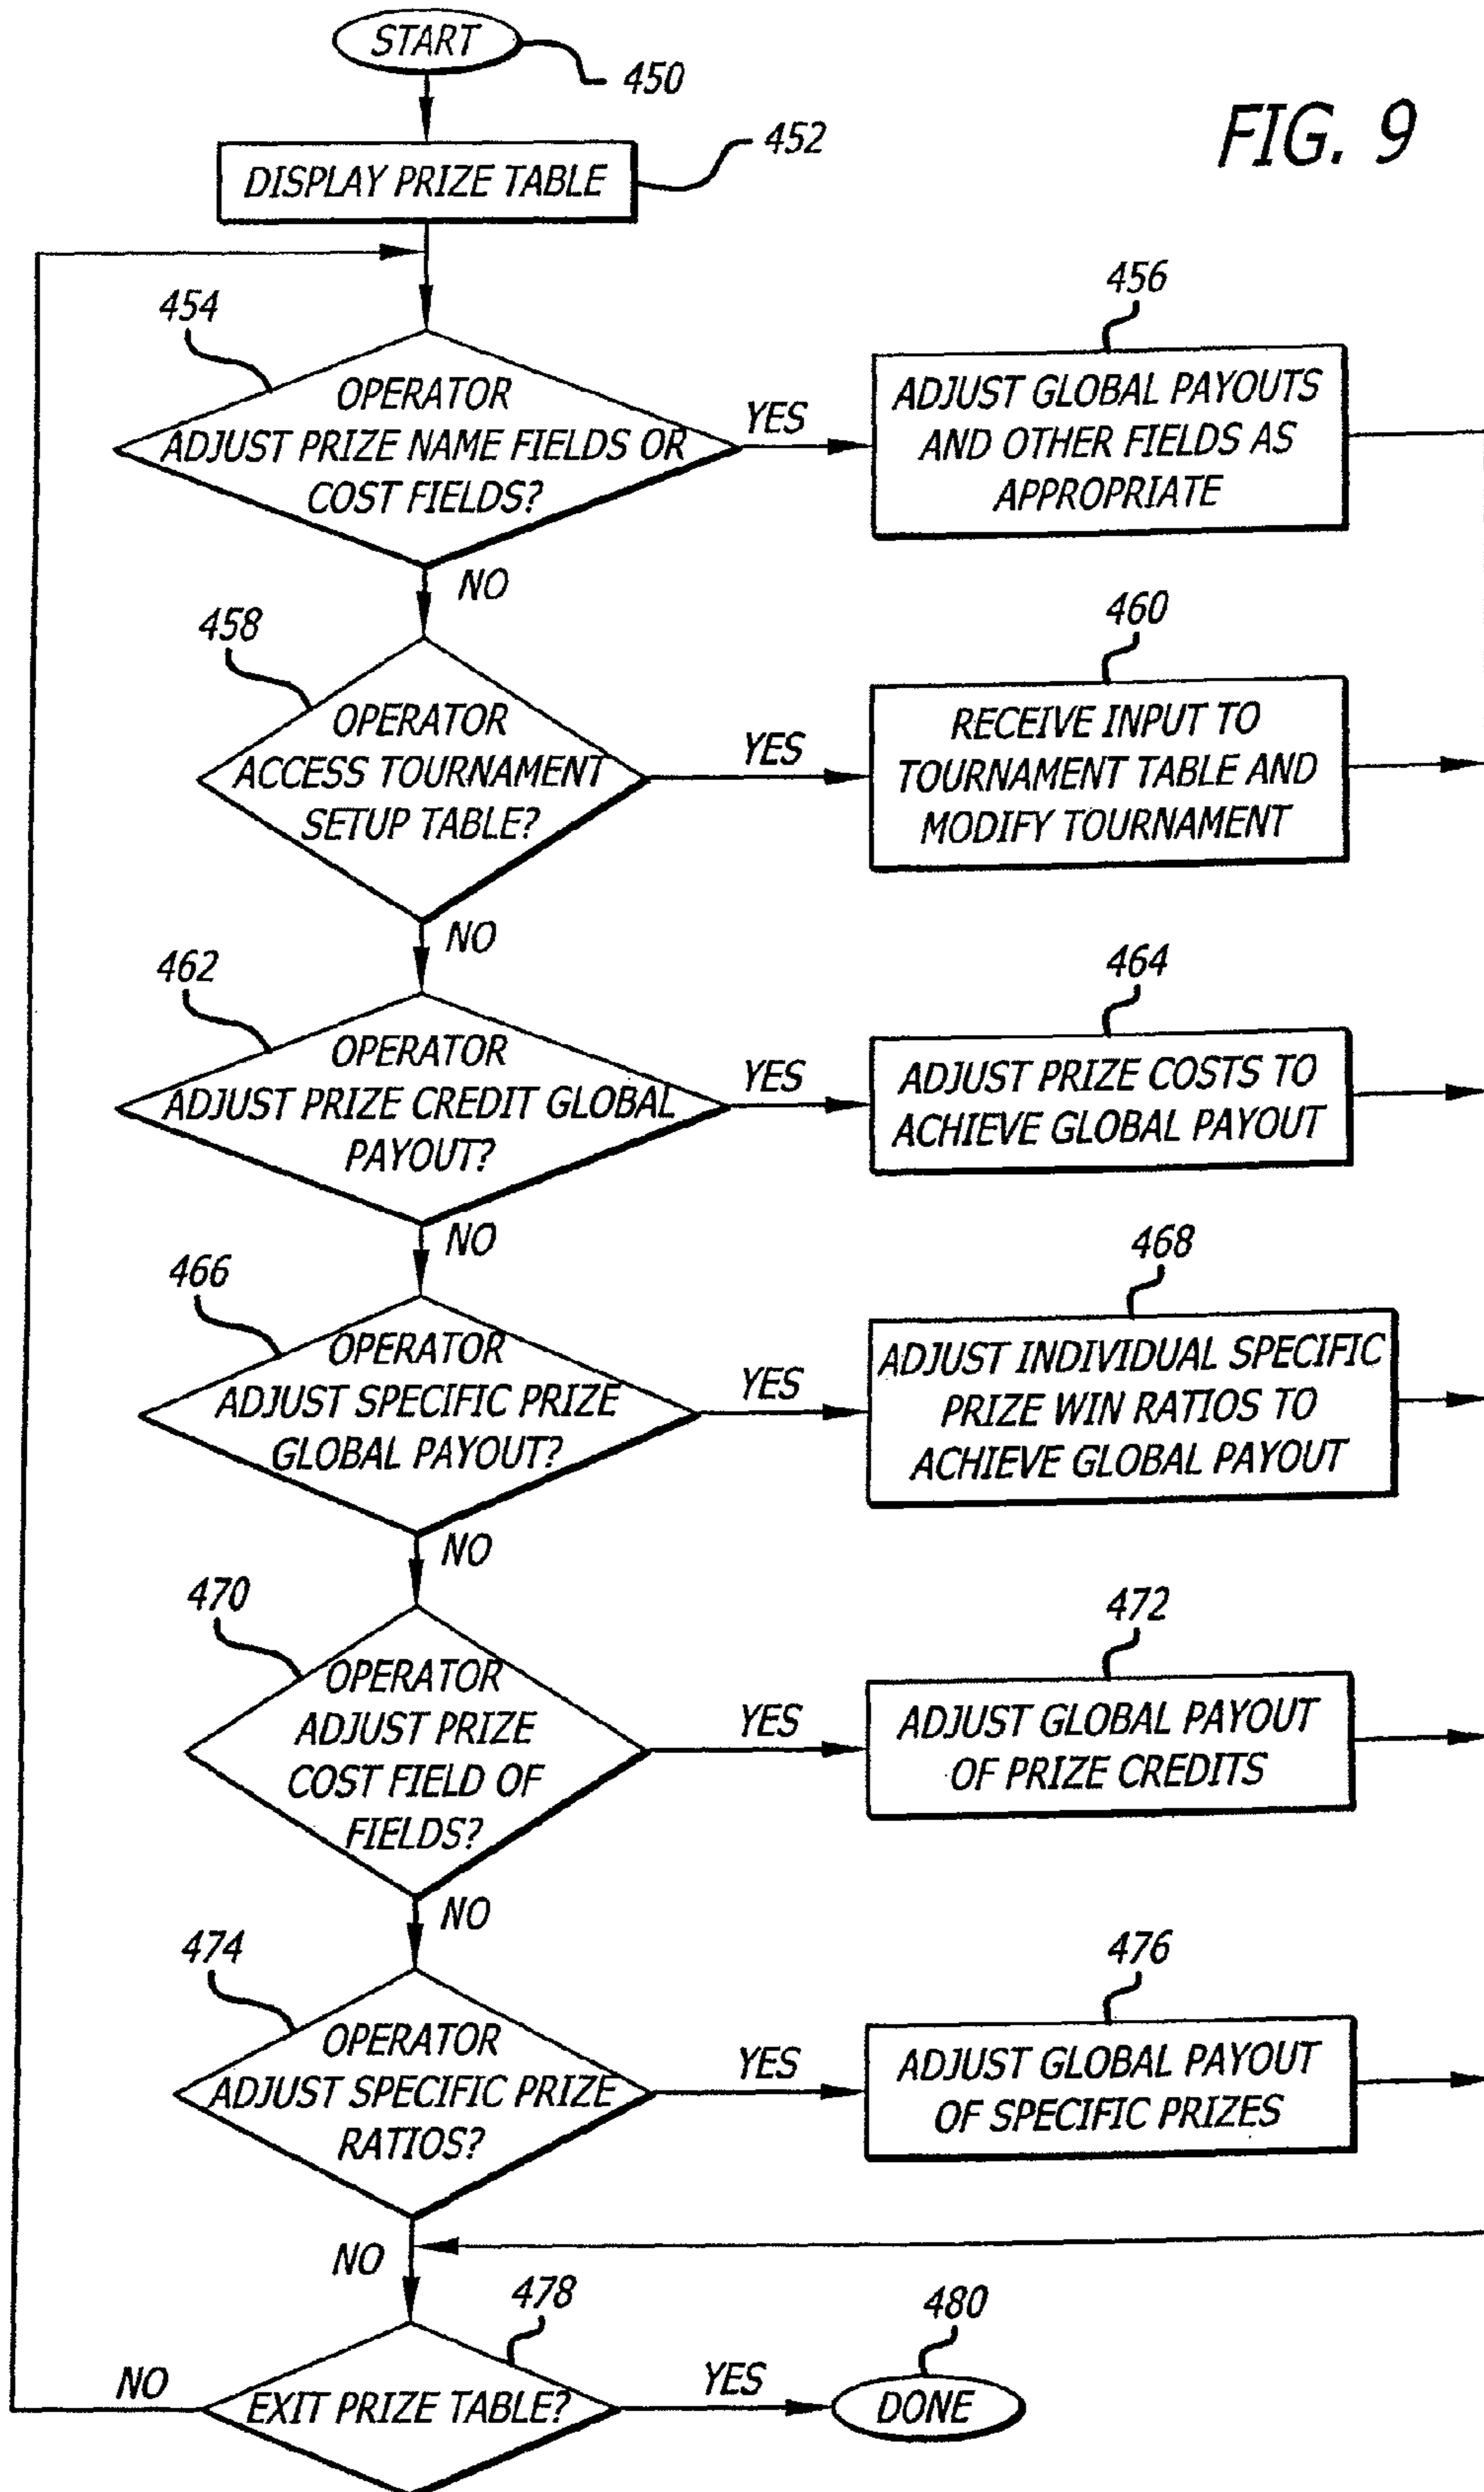 START
450
FIG. 9
452
DISPLAY PRIZE TABLE
454
OPERATOR
ADJUST PRIZE NAME FIELDS OR
COST FIELDS?
YES
456
ADJUST GLOBAL PAYOUTS
AND OTHER FIELDS AS
APPROPRIATE
NO
458
OPERATOR
ACCESS TOURNAMENT
SETUP TABLE?
YES
460
RECEIVE INPUT TO
TOURNAMENT TABLE AND
MODIFY TOURNAMENT
NO
462
OPERATOR
ADJUST PRIZE CREDIT GLOBAL
PAYOUT?
YES
464
ADJUST PRIZE COSTS TO
ACHIEVE GLOBAL PAYOUT
NO
466
OPERATOR
ADJUST SPECIFIC PRIZE
GLOBAL PAYOUT?
YES
468
ADJUST INDIVIDUAL SPECIFIC
PRIZE WIN RATIOS TO
ACHIEVE GLOBAL PAYOUT
NO
470
OPERATOR
ADJUST PRIZE
COST FIELD OF
FIELDS?
YES
472
ADJUST GLOBAL PAYOUT
OF PRIZE CREDITS
NO
474
OPERATOR
ADJUST SPECIFIC PRIZE
RATIOS?
YES
476
ADJUST GLOBAL PAYOUT
OF SPECIFIC PRIZES
NO
478
EXIT PRIZE TABLE?
NO
YES
480
DONE